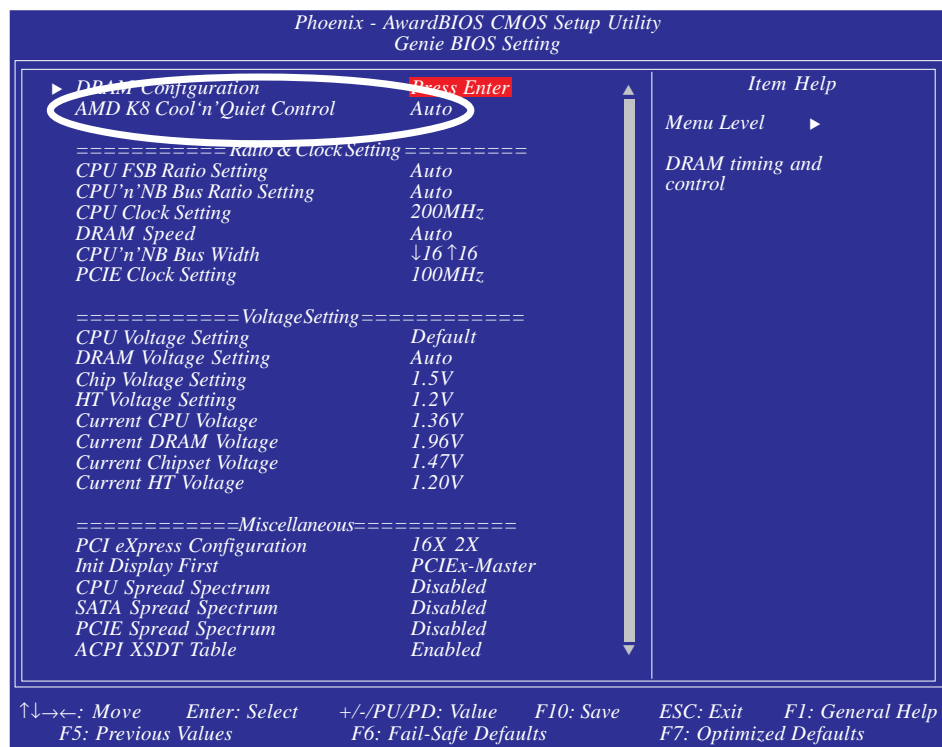 Phoenix - AwardBIOS CMOS Setup Utility
Genie BIOS Setting
▶ DRAM Configuration Press Enter
AMD K8 Cool‘n’Quiet Control Auto
=========== Ratio & Clock Setting =========
CPU FSB Ratio Setting Auto
CPU’n’NB Bus Ratio Setting Auto
CPU Clock Setting 200MHz
DRAM Speed Auto
CPU’n’NB Bus Width ↓16 ↑16
PCIE Clock Setting 100MHz
============ Voltage Setting ============
CPU Voltage Setting Default
DRAM Voltage Setting Auto
Chip Voltage Setting 1.5V
HT Voltage Setting 1.2V
Current CPU Voltage 1.36V
Current DRAM Voltage 1.96V
Current Chipset Voltage 1.47V
Current HT Voltage 1.20V
============Miscellaneous============
PCI eXpress Configuration 16X 2X
Init Display First PCIEx-Master
CPU Spread Spectrum Disabled
SATA Spread Spectrum Disabled
PCIE Spread Spectrum Disabled
ACPI XSDT Table Enabled
Item Help
Menu Level ▶
DRAM timing and
control
↑↓→←: Move Enter: Select +/-/PU/PD: Value F10: Save ESC: Exit F1: General Help
F5: Previous Values F6: Fail-Safe Defaults F7: Optimized Defaults